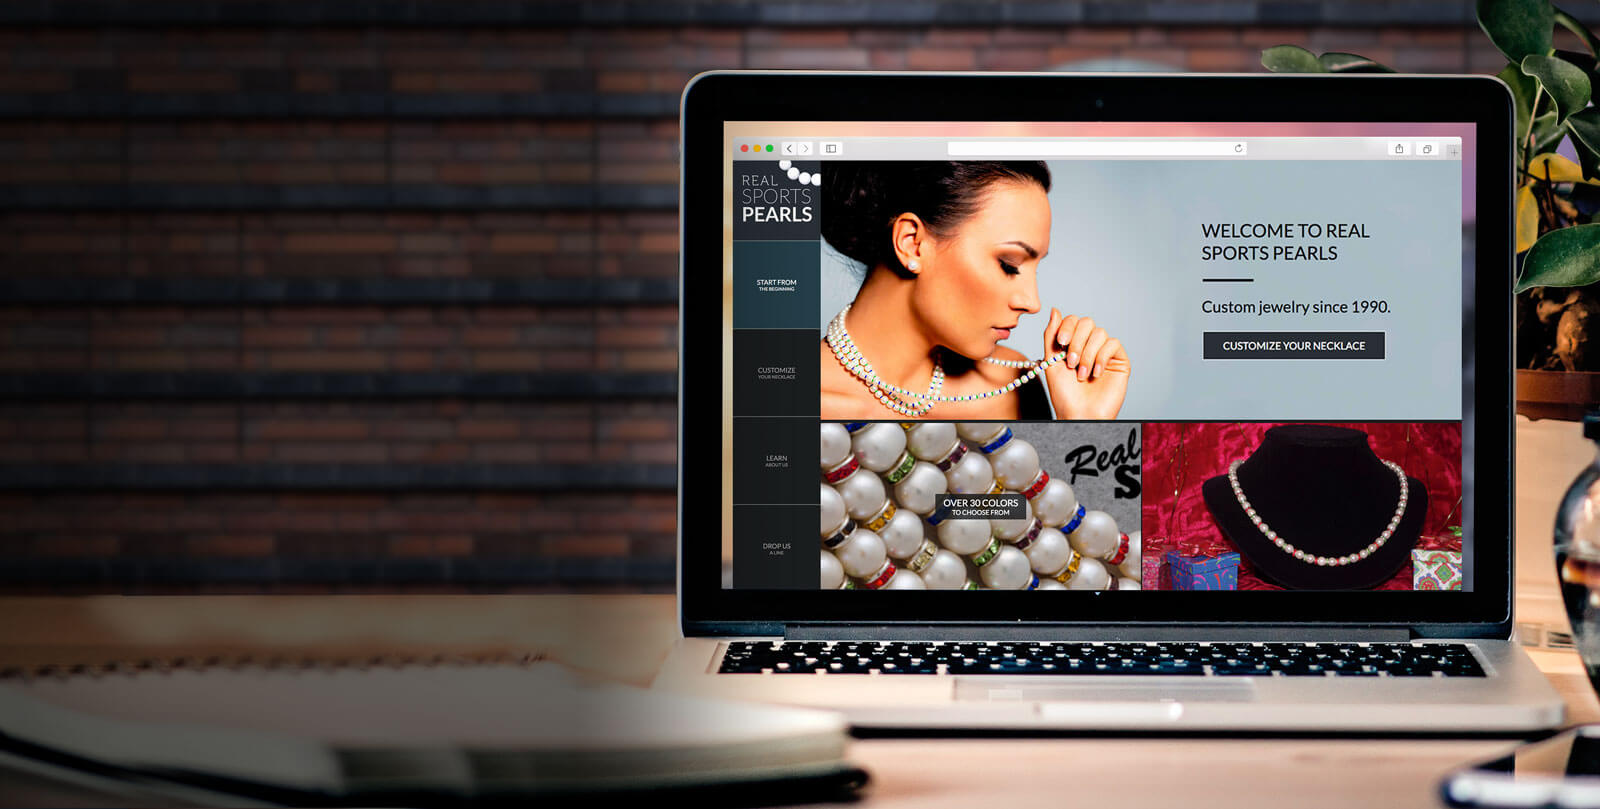 REAL
SPORTS
PEARLS
START FROM
THE BEGINNING
CUSTOMIZE
YOUR NECKLACE
LEARN
ABOUT US
DROP US
A LINE
WELCOME TO REAL
SPORTS PEARLS
Custom jewelry since 1990.
CUSTOMIZE YOUR NECKLACE
Real
S
OVER 30 COLORS
TO CHOOSE FROM